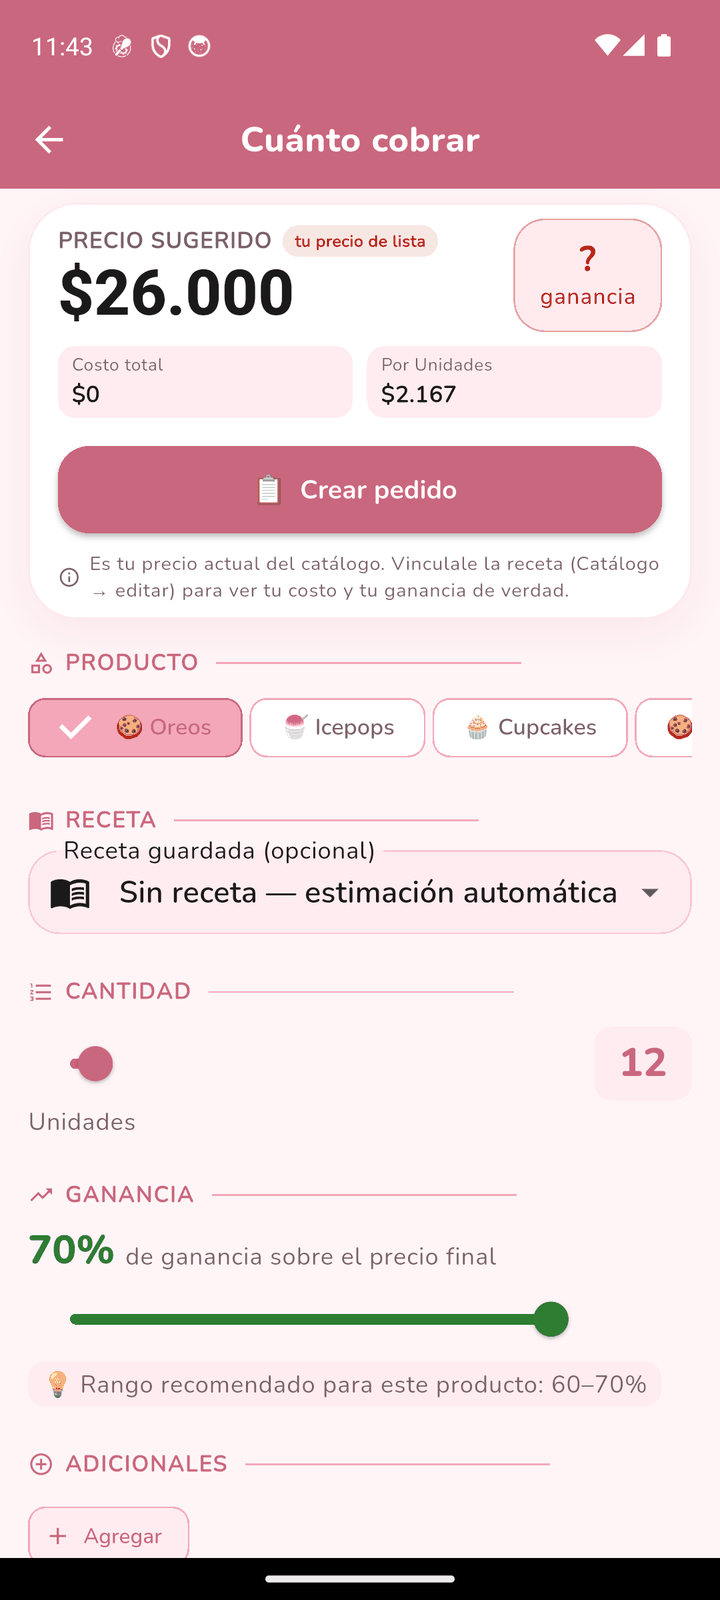 11:43
Cuánto cobrar
PRECIO SUGERIDO
tu precio de lista
$26.000
?
ganancia
Costo total
$0
Por Unidades
$2.167
Crear pedido
Es tu precio actual del catálogo. Vinculale la receta (Catálogo
→ editar) para ver tu costo y tu ganancia de verdad.
PRODUCTO
Oreos
Icepops
Cupcakes
RECETA
Receta guardada (opcional)
Sin receta — estimación automática
CANTIDAD
12
Unidades
GANANCIA
70% de ganancia sobre el precio final
Rango recomendado para este producto: 60–70%
ADICIONALES
+ Agregar